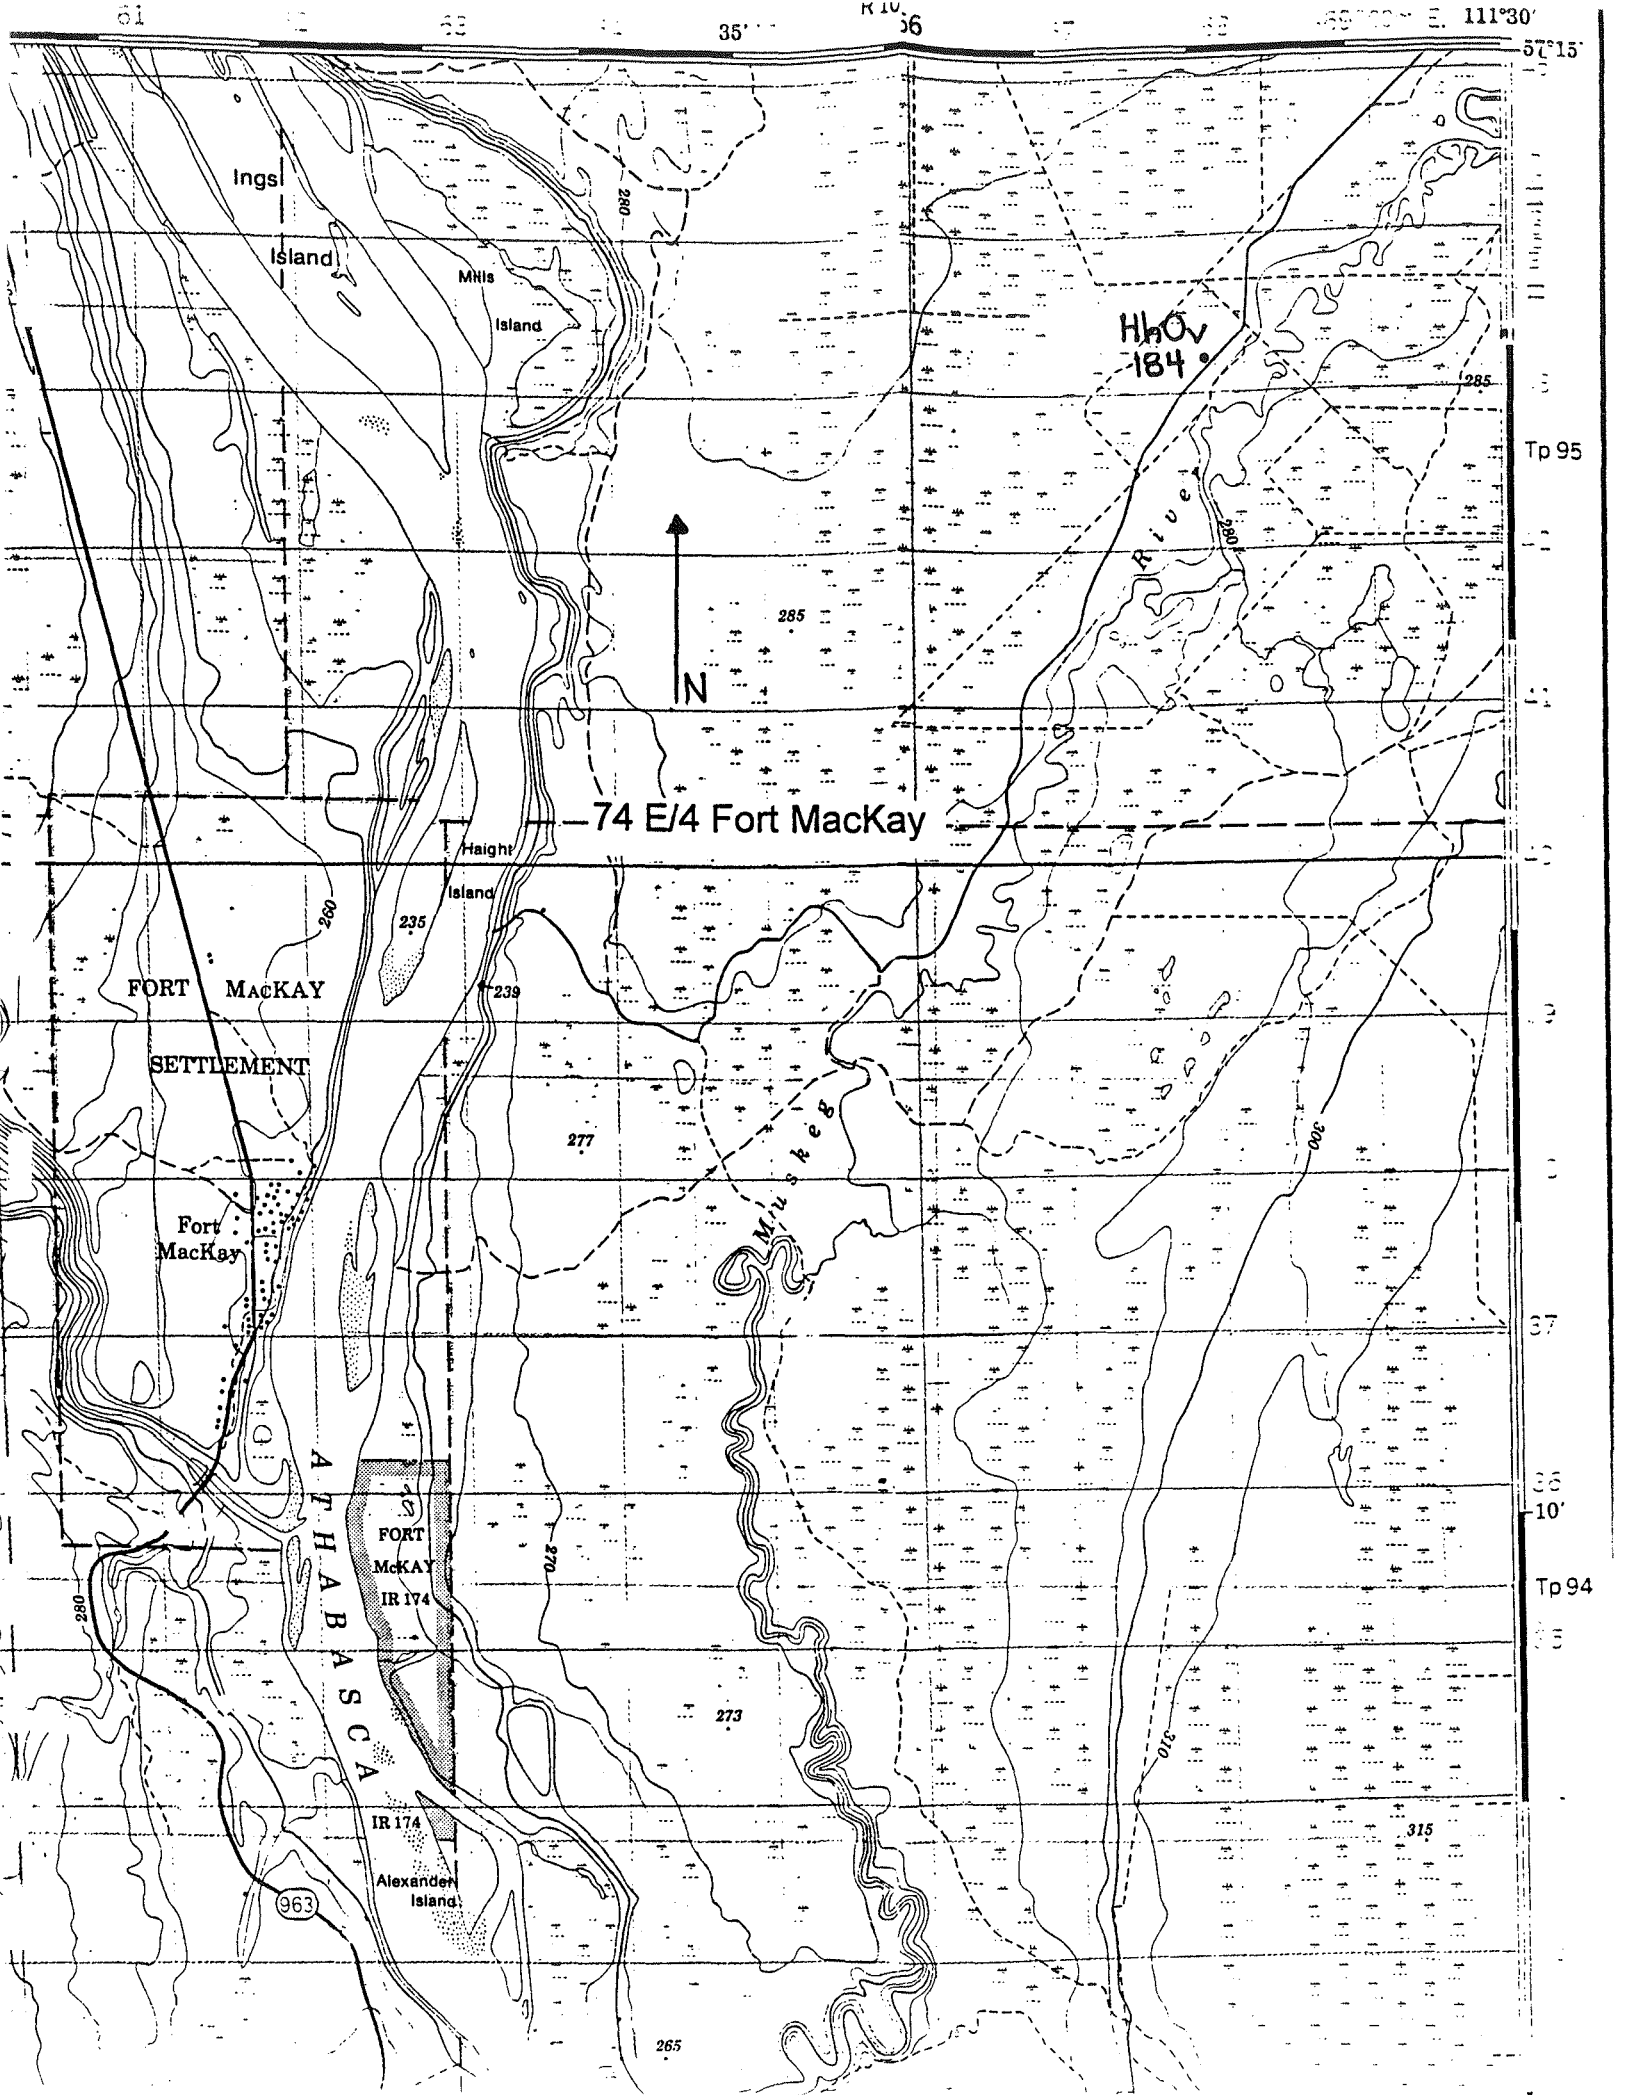 61
R 10
35'
56
111°30'
57°15'
Ings
Island
280
Mills
Island
HhOv
184
285
Tp 95
River
280
285
N
74 E/4 Fort MacKay
Haight
Island
260
235
FORT MACKAY
239
SETTLEMENT
277
Muskeg
300
Fort
MacKay
37
ATHABASCA
10'
FORT
McKAY
IR 174
270
Tp 94
280
273
310
IR 174
315
Alexander
Island
963
265